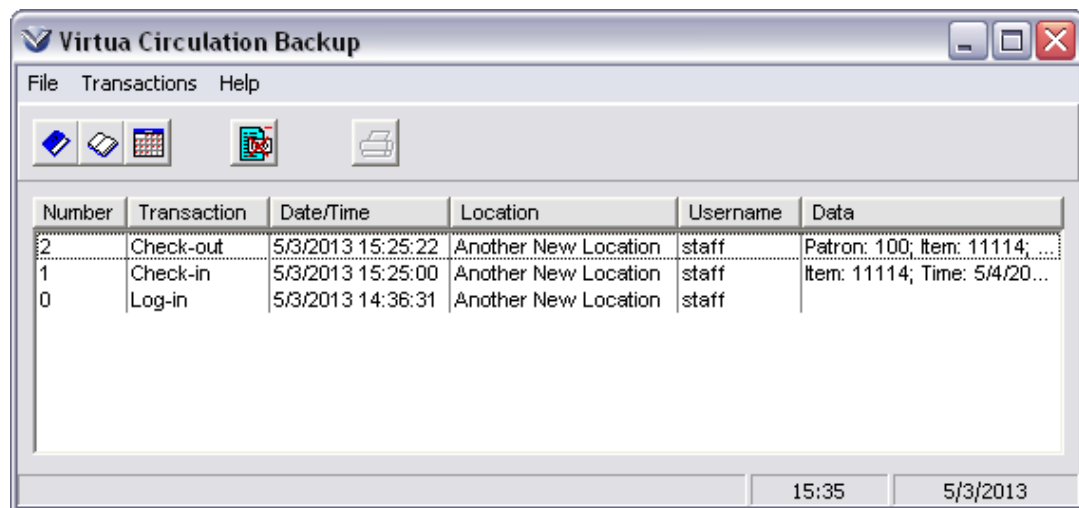 Virtua Circulation Backup
File Transactions Help
Number Transaction Date/Time Location Username Data
2 Check-out 5/3/2013 15:25:22 Another New Location staff Patron: 100; Item: 11114; ...
1 Check-in 5/3/2013 15:25:00 Another New Location staff Item: 11114; Time: 5/4/20...
0 Log-in 5/3/2013 14:36:31 Another New Location staff
15:35 5/3/2013